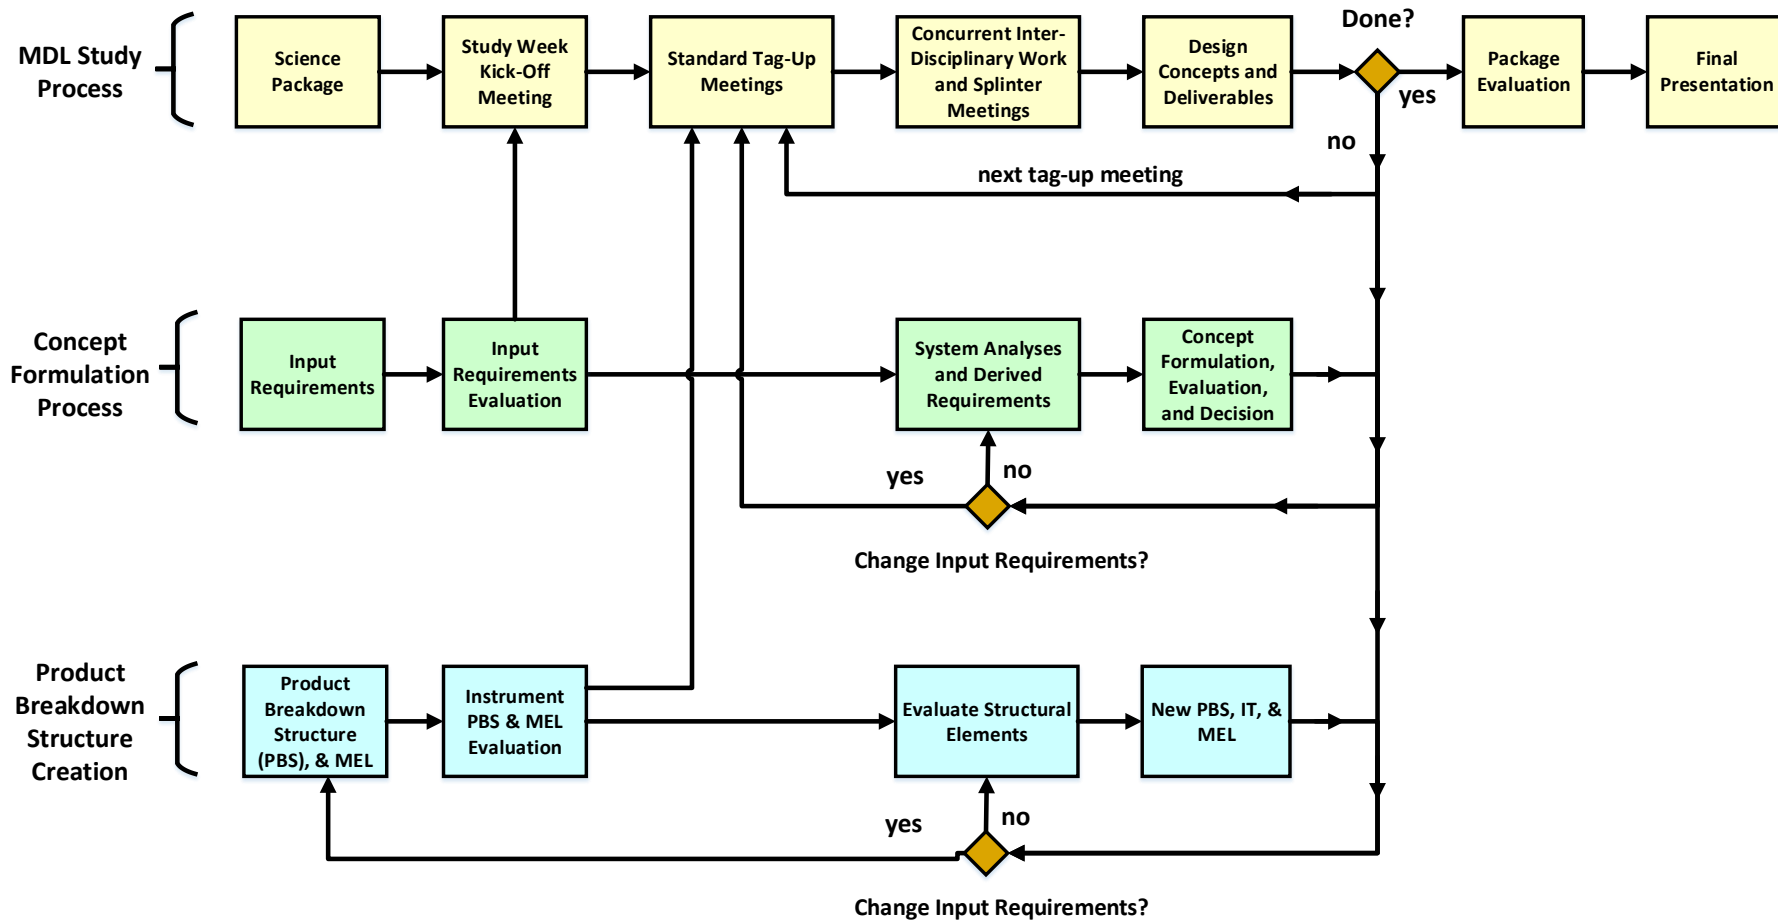 MDL Study
Process
Science
Package
Study Week
Kick-Off
Meeting
Standard Tag-Up
Meetings
Concurrent Inter-
Disciplinary Work
and Splinter
Meetings
Design
Concepts and
Deliverables
Done?
yes
no
Package
Evaluation
Final
Presentation
next tag-up meeting
Concept
Formulation
Process
Input
Requirements
Input
Requirements
Evaluation
System Analyses
and Derived
Requirements
Concept
Formulation,
Evaluation,
and Decision
yes
no
Change Input Requirements?
Product
Breakdown
Structure
Creation
Product
Breakdown
Structure
(PBS), & MEL
Instrument
PBS & MEL
Evaluation
Evaluate Structural
Elements
New PBS, IT, &
MEL
yes
no
Change Input Requirements?